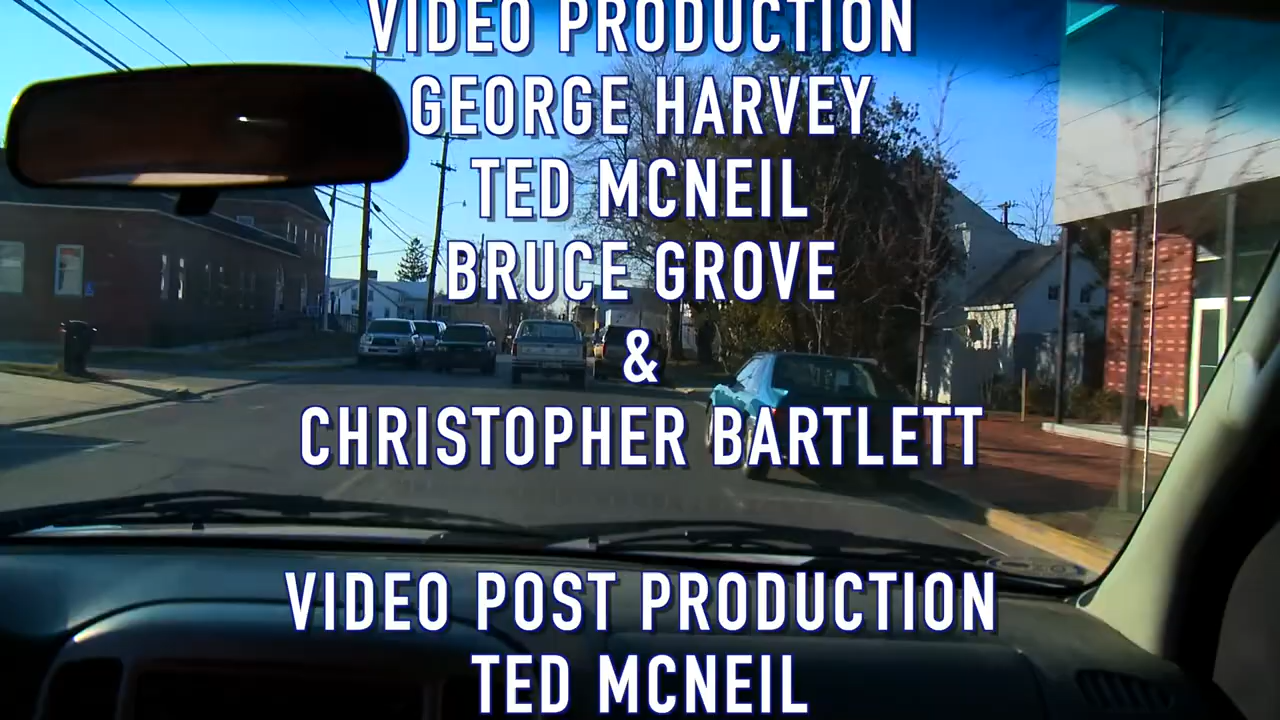 VIDEO PRODUCTION
GEORGE HARVEY
TED MCNEIL
BRUCE GROVE
&
CHRISTOPHER BARTLETT
VIDEO POST PRODUCTION
TED MCNEIL